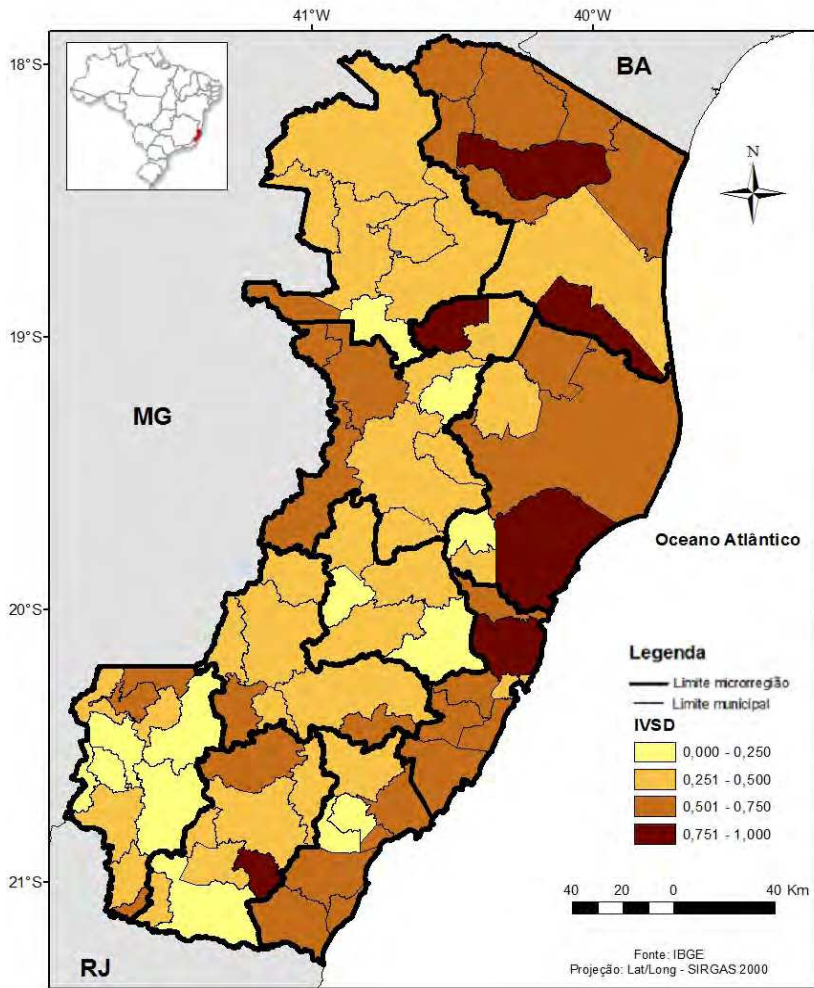 41°W
40°W
18°S
BA
N
19°S
MG
Oceano Atlântico
20°S
Legenda
Limite microrregião
Limite municipal
IVSD
0,000 - 0,250
0,251 - 0,500
0,501 - 0,750
0,751 - 1,000
21°S
40 20 0 40 Km
Fonte: IBGE
Projeção: Lat/Long - SIRGAS 2000
RJ